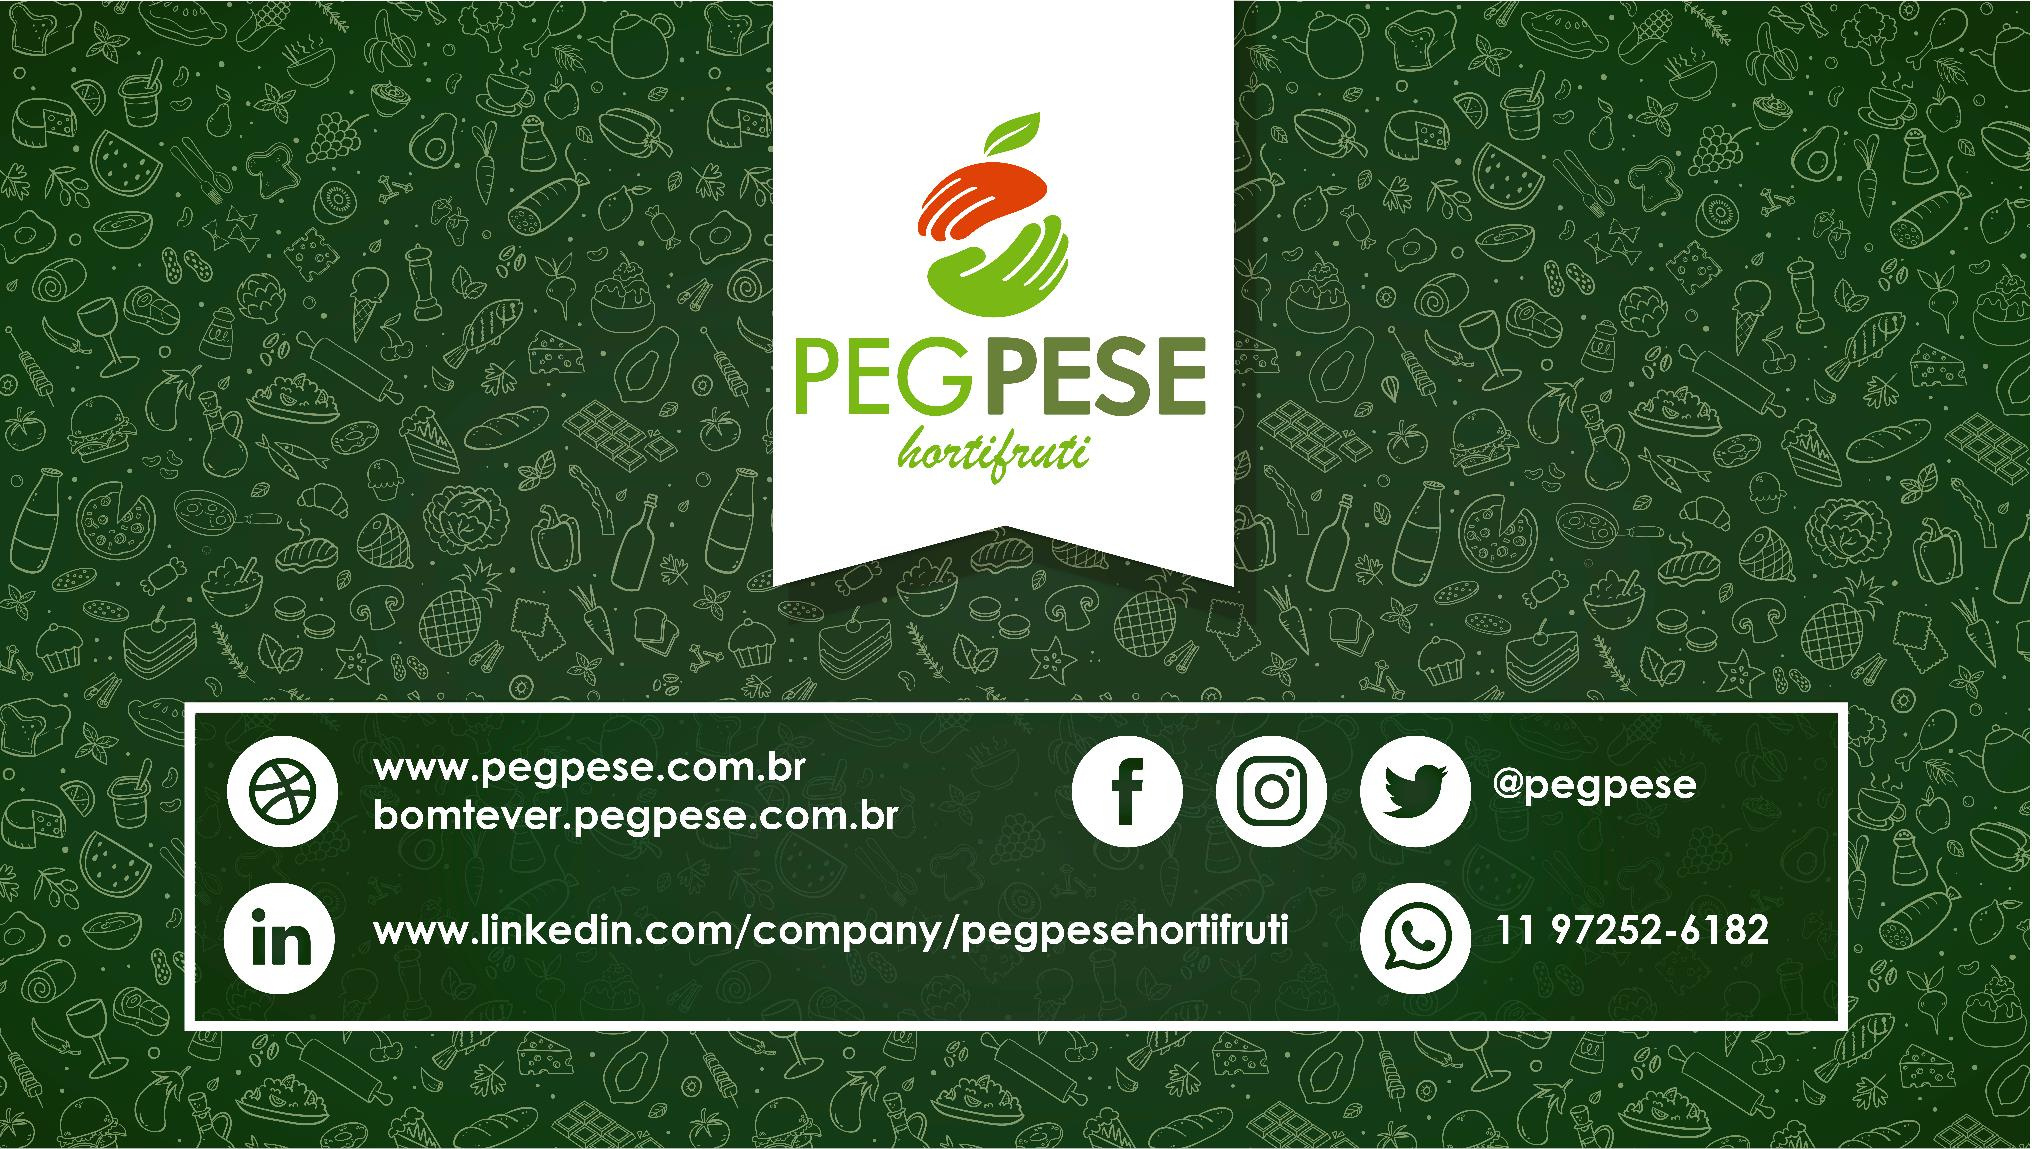 PEGPESE
hortifruti
www.pegpese.com.br
bomtever.pegpese.com.br
@pegpese
www.linkedin.com/company/pegpesehortifruti
11 97252-6182